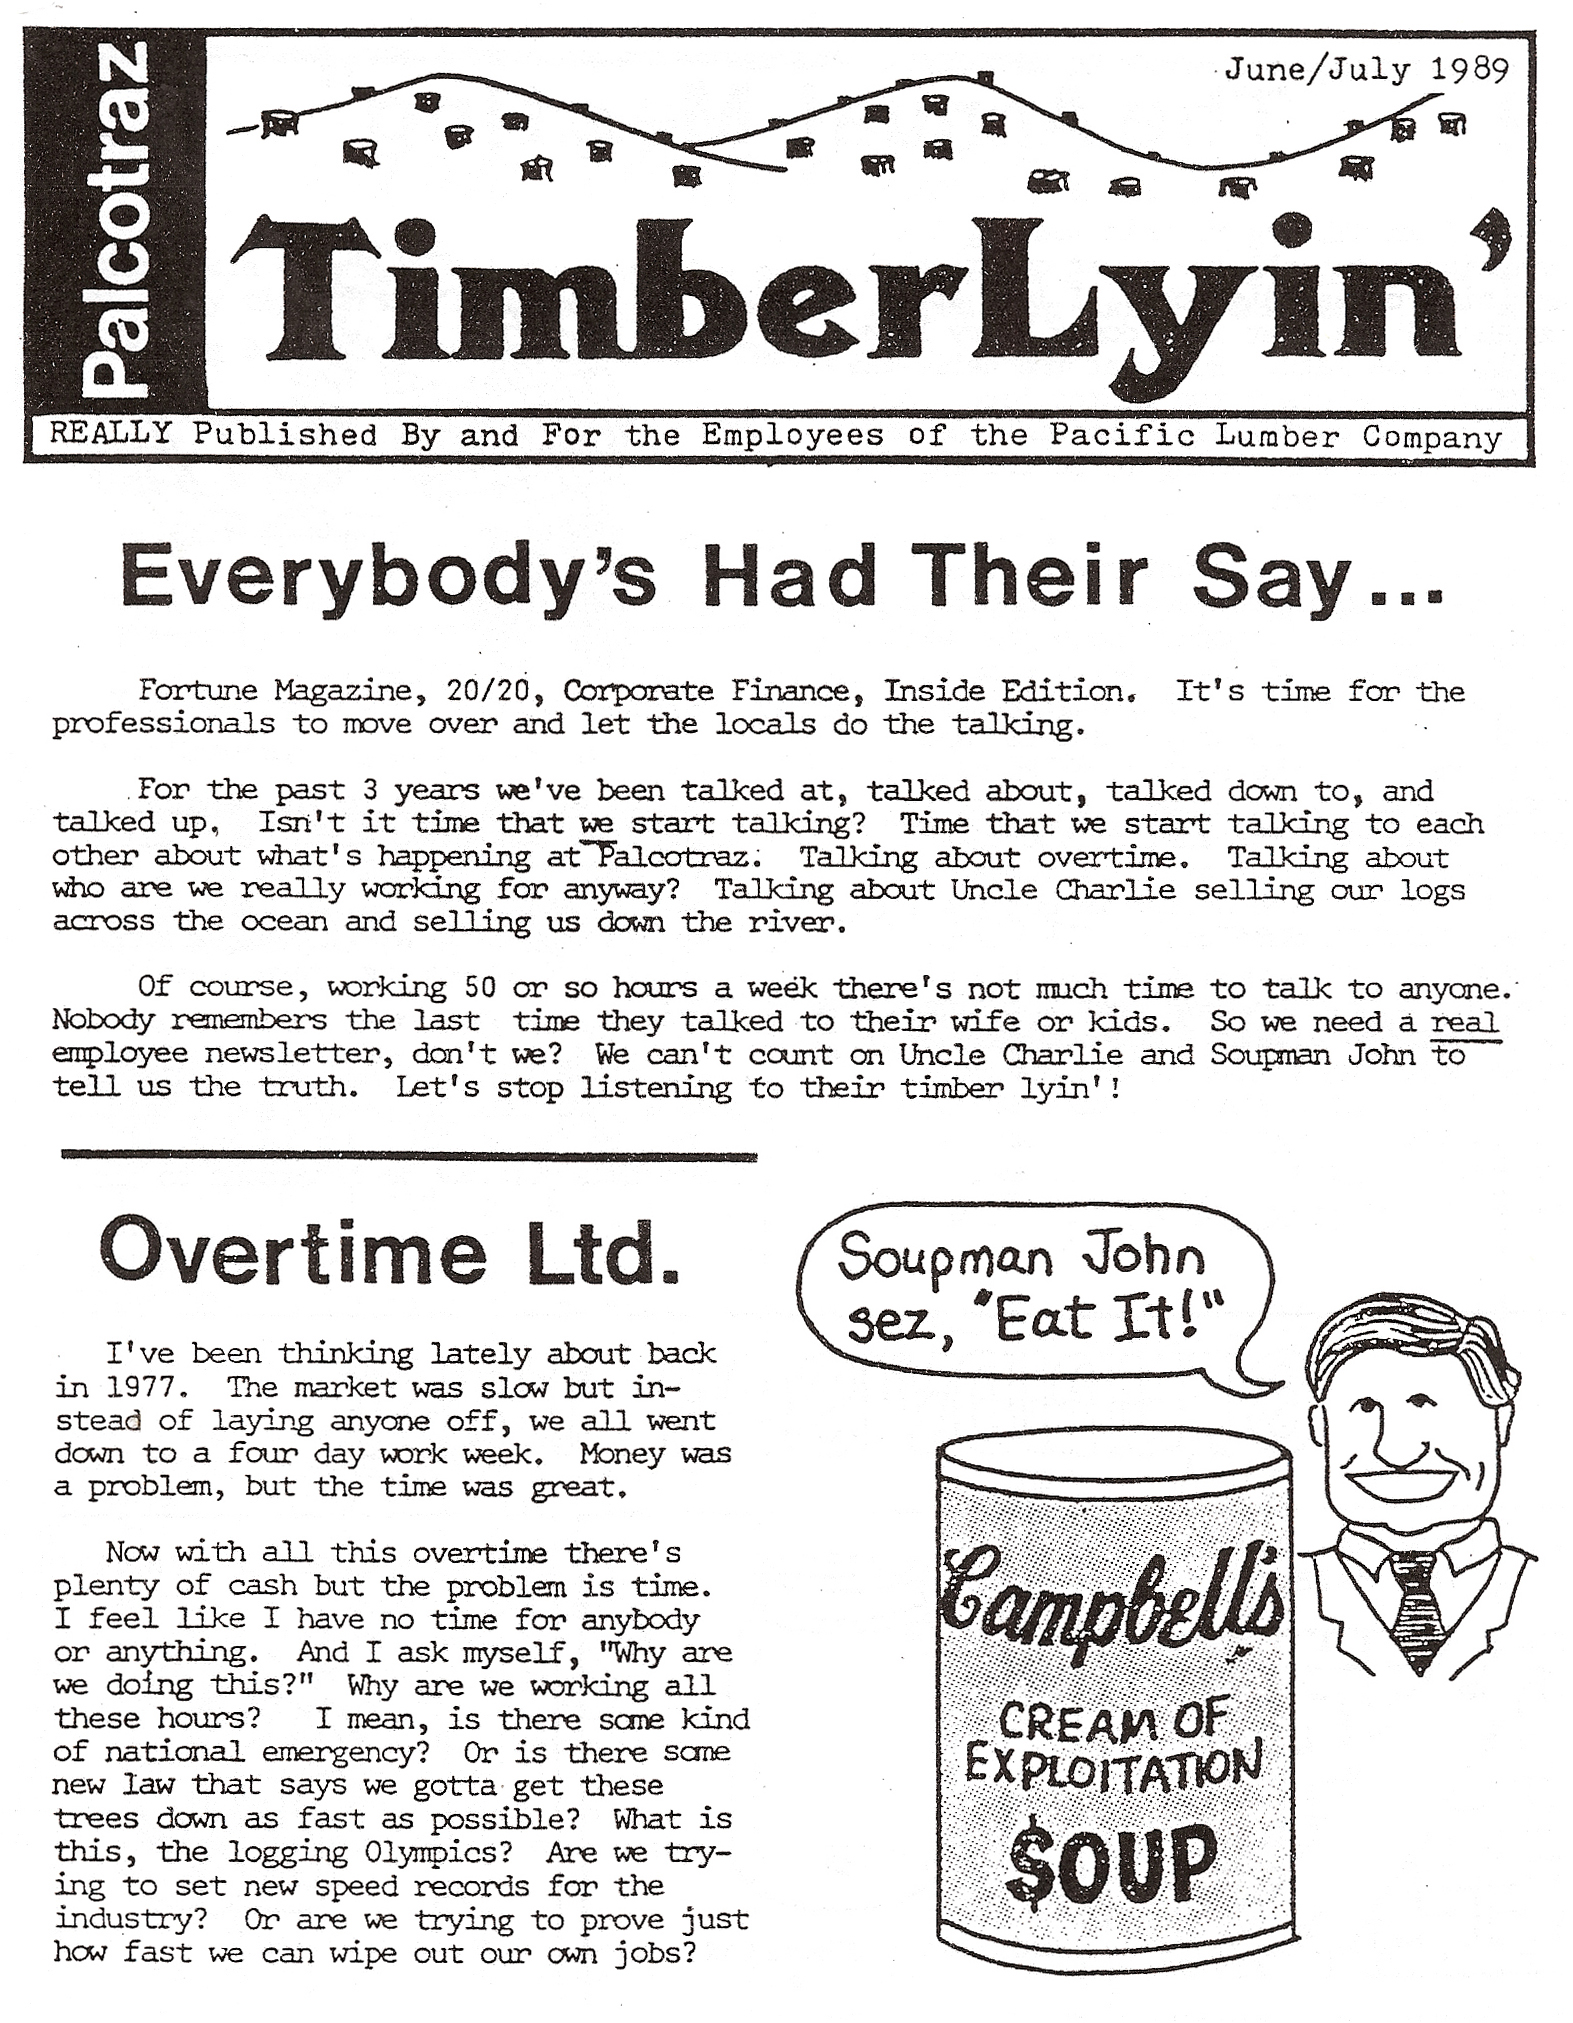 Palcotraz
June/July 1989
TimberLyin'
REALLY Published By and For the Employees of the Pacific Lumber Company
Everybody's Had Their Say...
Fortune Magazine, 20/20, Corporate Finance, Inside Edition. It's time for the
professionals to move over and let the locals do the talking.
For the past 3 years we've been talked at, talked about, talked down to, and
talked up. Isn't it time that we start talking? Time that we start talking to each
other about what's happening at Palcotraz. Talking about overtime. Talking about
who are we really working for anyway? Talking about Uncle Charlie selling our logs
across the ocean and selling us down the river.
Of course, working 50 or so hours a week there's not much time to talk to anyone.
Nobody remembers the last time they talked to their wife or kids. So we need a real
employee newsletter, don't we? We can't count on Uncle Charlie and Soupman John to
tell us the truth. Let's stop listening to their timber lyin'!
Overtime Ltd.
I've been thinking lately about back
in 1977. The market was slow but in-
stead of laying anyone off, we all went
down to a four day work week. Money was
a problem, but the time was great.
Now with all this overtime there's
plenty of cash but the problem is time.
I feel like I have no time for anybody
or anything. And I ask myself, "Why are
we doing this?" Why are we working all
these hours? I mean, is there some kind
of national emergency? Or is there some
new law that says we gotta get these
trees down as fast as possible? What is
this, the logging Olympics? Are we try-
ing to set new speed records for the
industry? Or are we trying to prove just
how fast we can wipe out our own jobs?
Soupman John
sez, "Eat It!"
Campbell's
CREAM OF
EXPLOITATION
$OUP